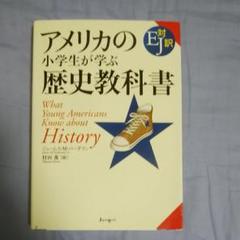 アメリカの
小学生が学ぶ
歴史教科書
EJ対訳
What
Young Americans
Know about
History